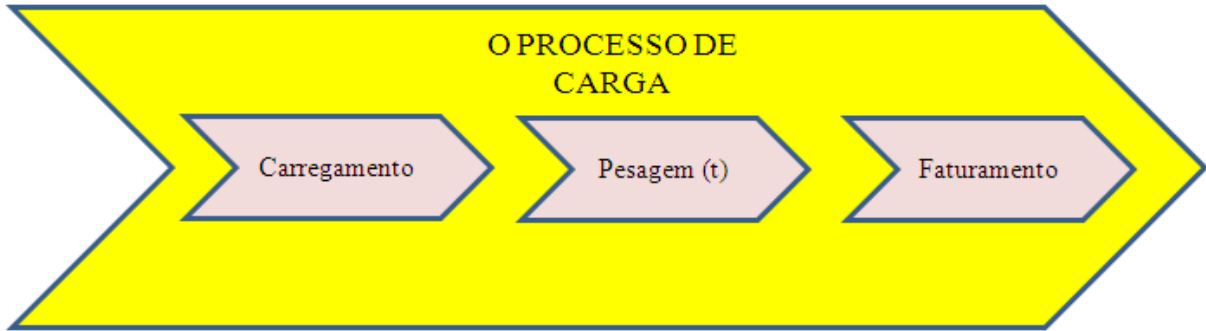 O PROCESSO DE
CARGA
Carregamento
Pesagem (t)
Faturamento